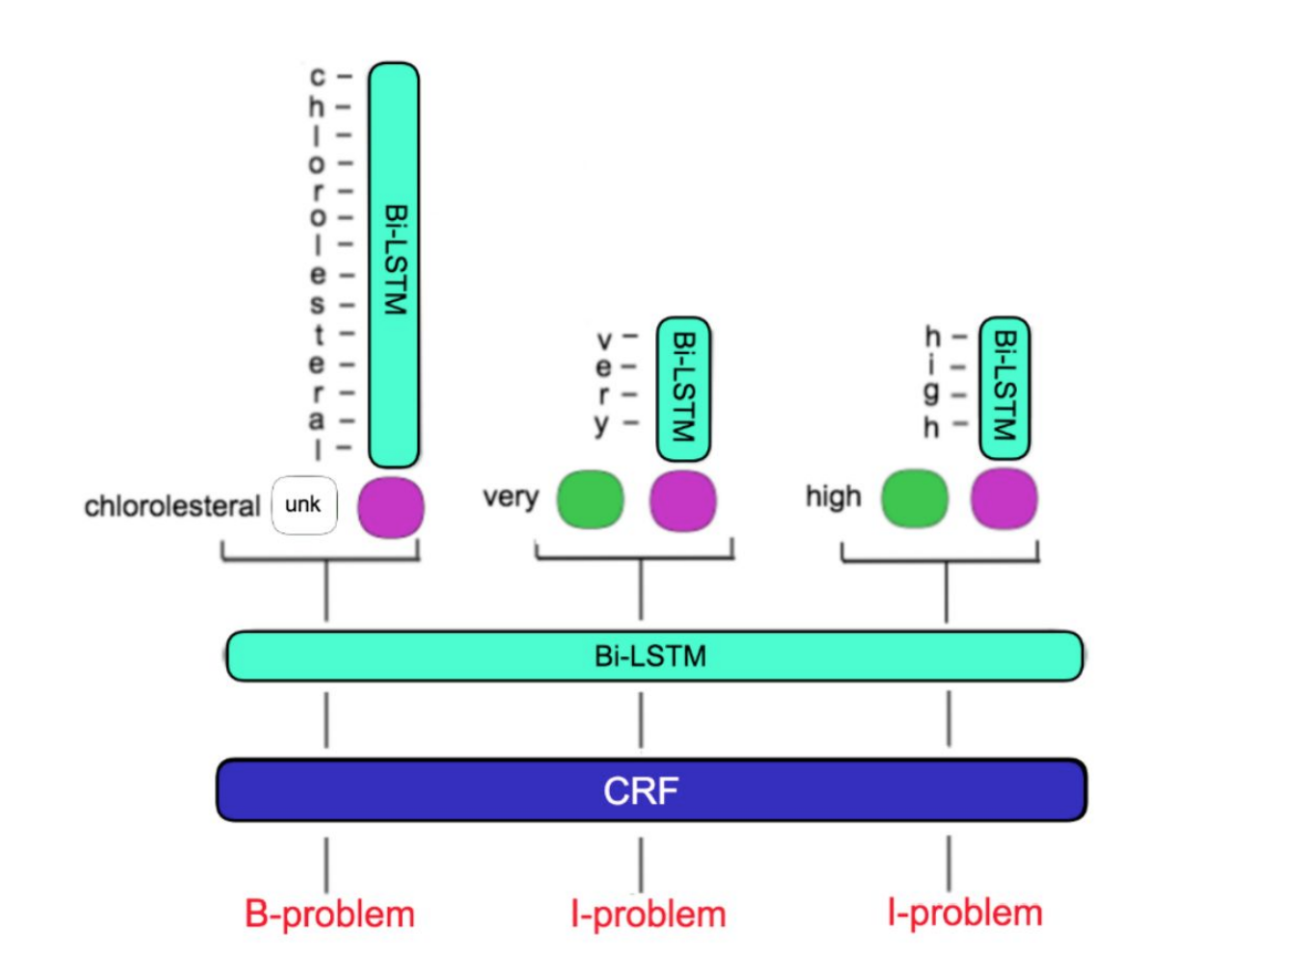 c –
h –
l –
o –
r –
o –
l –
e –
s –
t –
e –
r –
a –
l –
Bi-LSTM
v –
e –
r –
y –
Bi-LSTM
h –
i –
g –
h –
Bi-LSTM
chlorolesteral unk
very
high
Bi-LSTM
CRF
B-problem I-problem I-problem